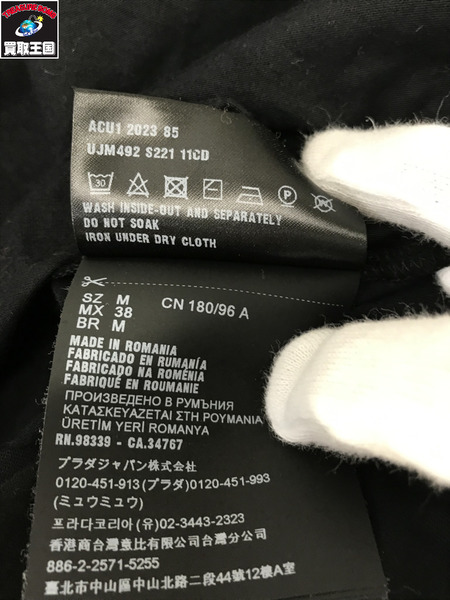 TREASURE KINGDOM
買取王国
ACU1 2023 85
UJM492 S221 11CD
30
P
W
WASH INSIDE-OUT AND SEPARATELY
DO NOT SOAK
IRON UNDER DRY CLOTH
SZ M CN 180/96 A
MX 38
BR M
MADE IN ROMANIA
FABRICADO EN RUMANÍA
FABRICADO NA ROMÉNIA
FABRIQUÉ EN ROUMANIE
ПРОИЗВЕДЕНО В РУМЪНИЯ
ΚΑΤΑΣΚΕΥΑΖΕΤΑΙ ΣΤΗ ΡΟΥΜΑΝΙΑ
ÜRETİM YERİ ROMANYA
RN.98339 - CA.34767
プラダジャパン株式会社
0120-451-913 (プラダ) 0120-451-993
(ミュウミュウ)
프라다코리아 (유) 02-3443-2323
香港商台灣意比有限公司台灣分公司
886-2-2571-5255
臺北市中山區中山北路二段44號12樓A